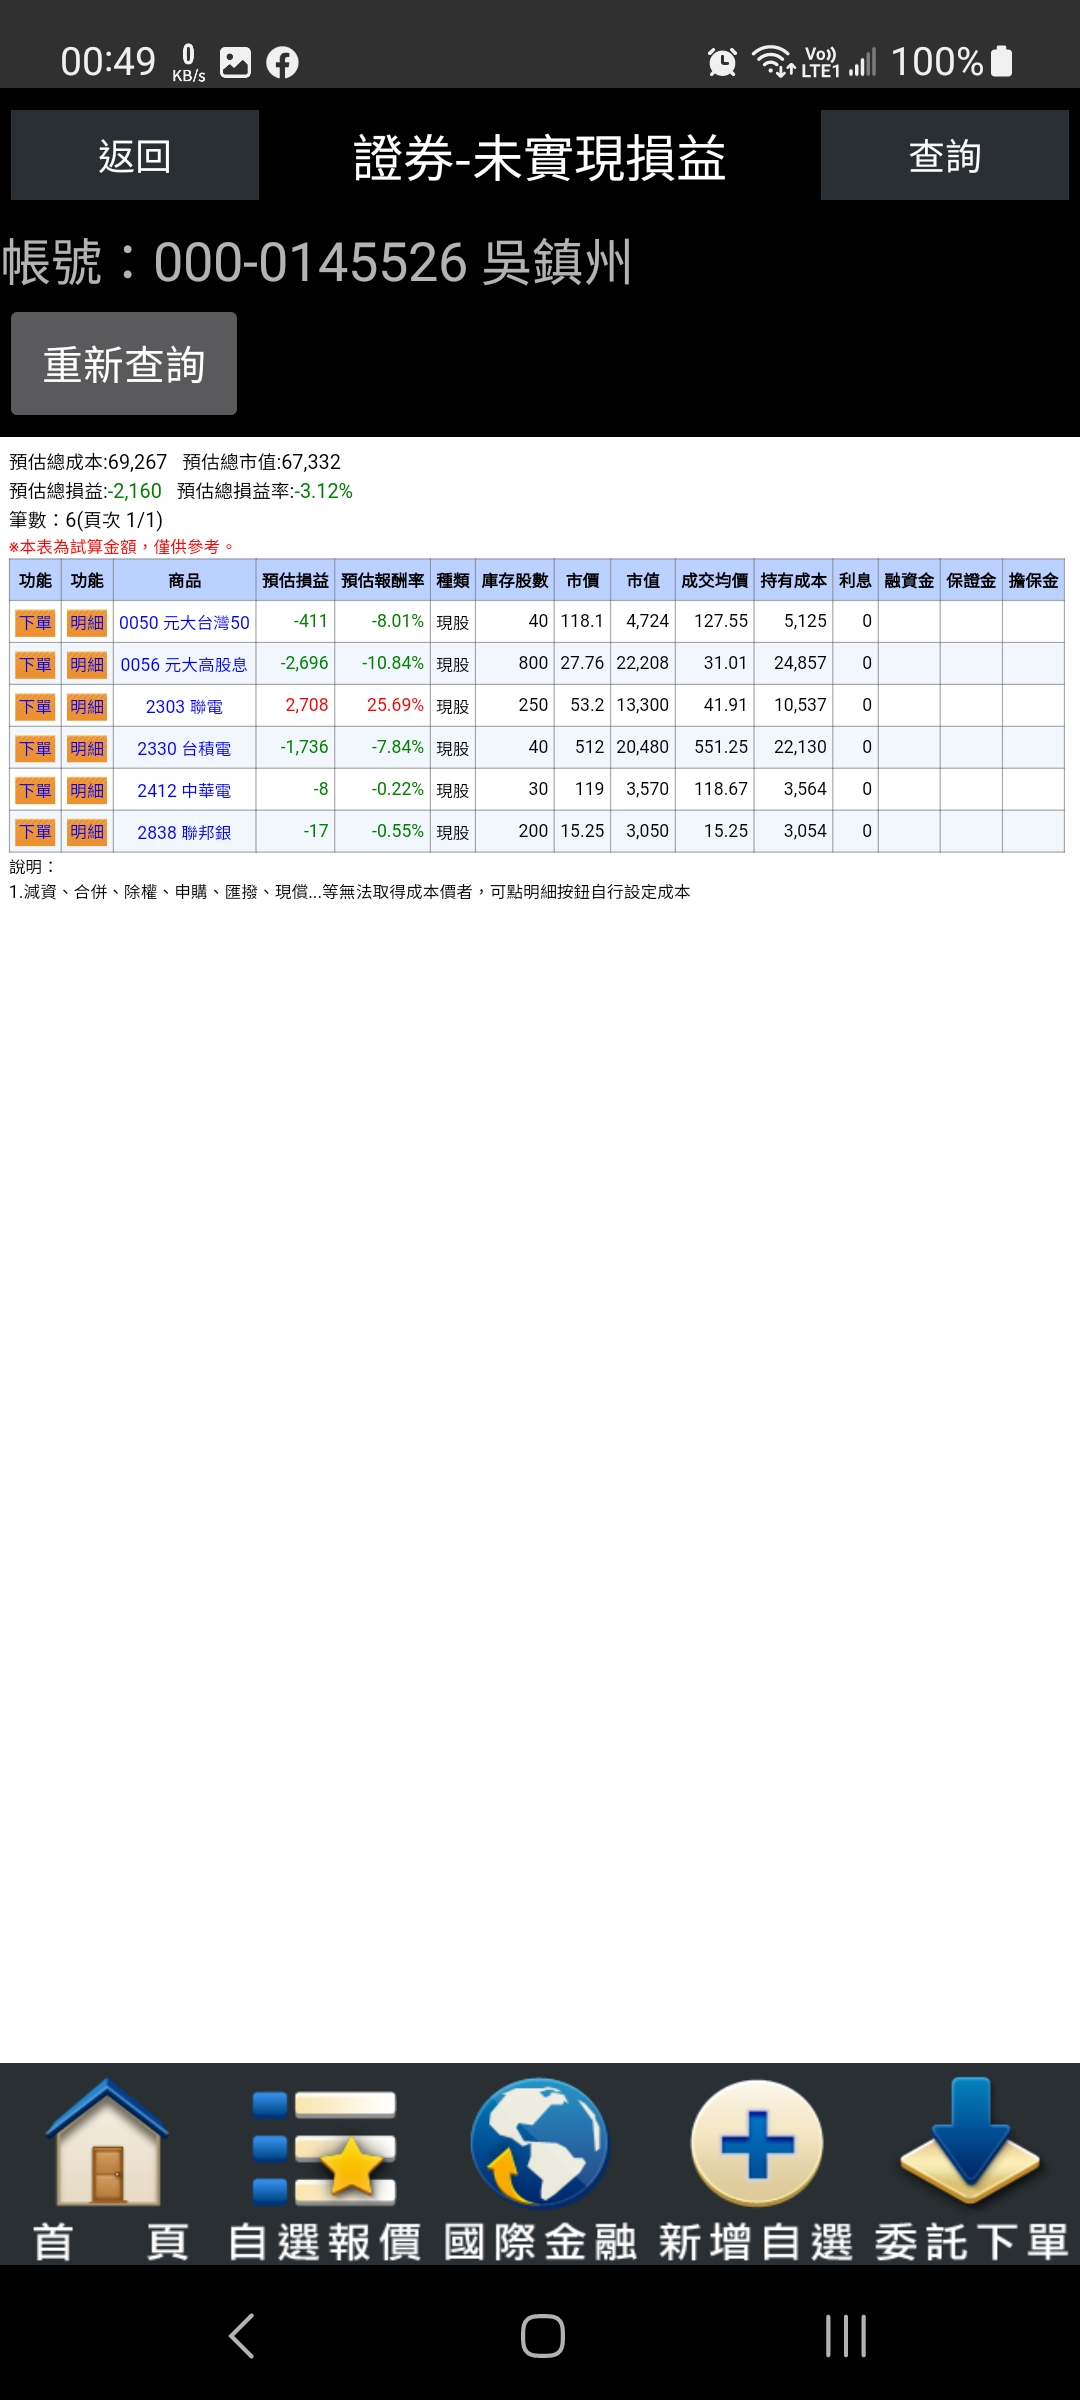 00:49 0 KB/s Vo)) LTE1 100%
返回 證券-未實現損益 查詢
帳號：000-0145526 吳鎮州
重新查詢
預估總成本:69,267 預估總市值:67,332
預估總損益:-2,160 預估總損益率:-3.12%
筆數：6(頁次 1/1)
※本表為試算金額，僅供參考。
功能 功能 商品 預估損益 預估報酬率 種類 庫存股數 市價 市值 成交均價 持有成本 利息 融資金 保證金 擔保金
下單 明細 0050 元大台灣50 -411 -8.01% 現股 40 118.1 4,724 127.55 5,125 0
下單 明細 0056 元大高股息 -2,696 -10.84% 現股 800 27.76 22,208 31.01 24,857 0
下單 明細 2303 聯電 2,708 25.69% 現股 250 53.2 13,300 41.91 10,537 0
下單 明細 2330 台積電 -1,736 -7.84% 現股 40 512 20,480 551.25 22,130 0
下單 明細 2412 中華電 -8 -0.22% 現股 30 119 3,570 118.67 3,564 0
下單 明細 2838 聯邦銀 -17 -0.55% 現股 200 15.25 3,050 15.25 3,054 0
說明：
1.減資、合併、除權、申購、匯撥、現償...等無法取得成本價者，可點明細按鈕自行設定成本
首頁 自選報價 國際金融 新增自選 委託下單